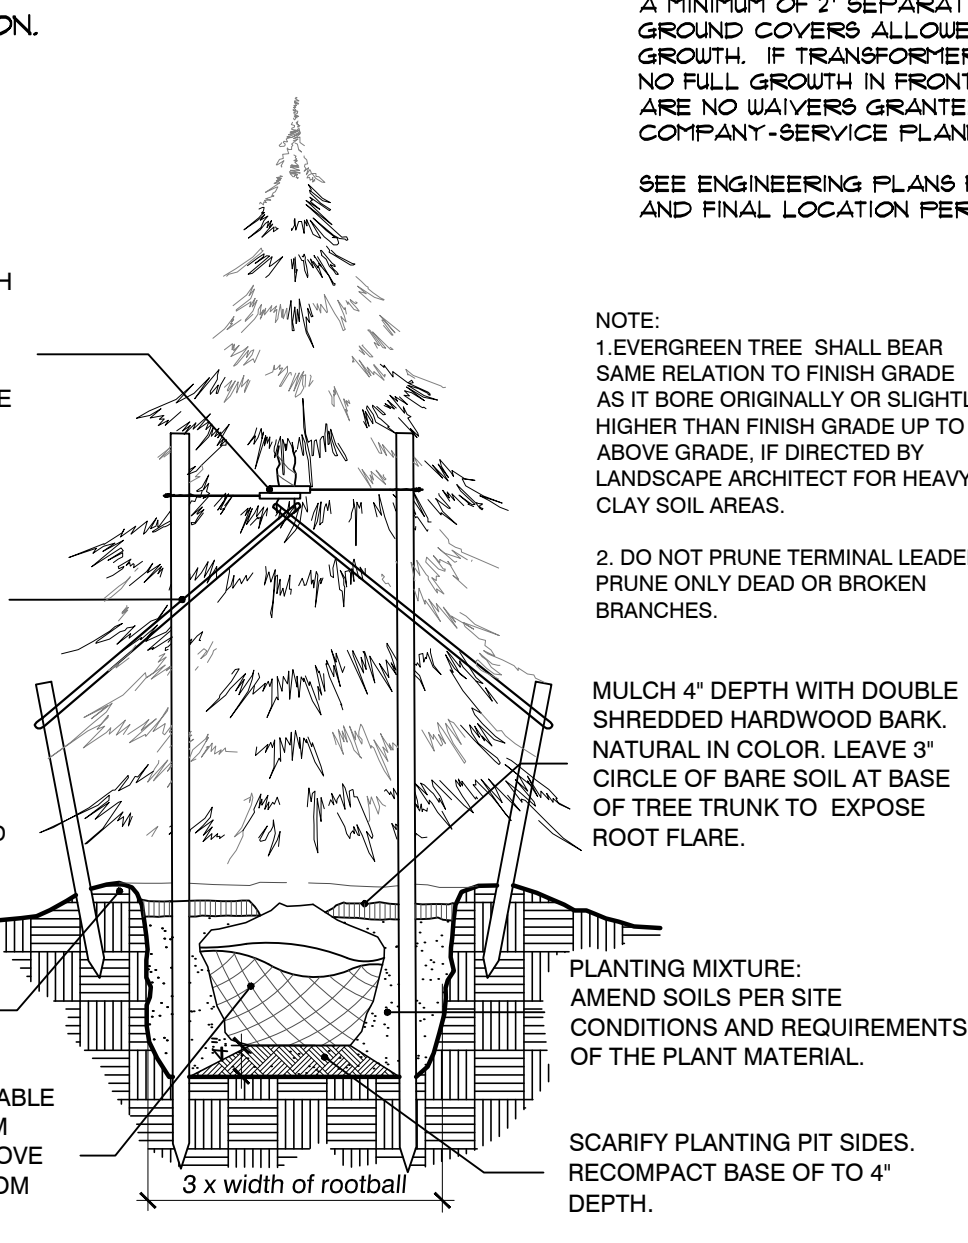 ON.
A MINIMUM OF 2' SEPARAT
GROUND COVERS ALLOWE
GROWTH. IF TRANSFORMER
NO FULL GROWTH IN FRONT
ARE NO WAIVERS GRANTE
COMPANY-SERVICE PLAN
SEE ENGINEERING PLANS
AND FINAL LOCATION PER
H
E
NOTE:
1.EVERGREEN TREE SHALL BEAR
SAME RELATION TO FINISH GRADE
AS IT BORE ORIGINALLY OR SLIGHTL
HIGHER THAN FINISH GRADE UP TO
ABOVE GRADE, IF DIRECTED BY
LANDSCAPE ARCHITECT FOR HEAVY
CLAY SOIL AREAS.
2. DO NOT PRUNE TERMINAL LEADE
PRUNE ONLY DEAD OR BROKEN
BRANCHES.
MULCH 4" DEPTH WITH DOUBLE
SHREDDED HARDWOOD BARK.
NATURAL IN COLOR. LEAVE 3"
CIRCLE OF BARE SOIL AT BASE
OF TREE TRUNK TO EXPOSE
ROOT FLARE.
PLANTING MIXTURE:
AMEND SOILS PER SITE
CONDITIONS AND REQUIREMENTS
OF THE PLANT MATERIAL.
SCARIFY PLANTING PIT SIDES.
RECOMPACT BASE OF TO 4"
DEPTH.
ABLE
M
OVE
OM
3 x width of rootball